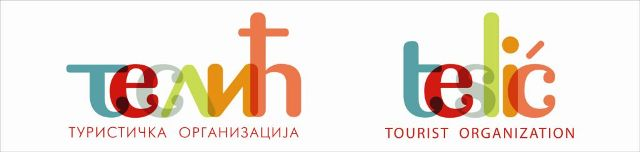 теслић
ТУРИСТИЧКА ОРГАНИЗАЦИЈА
teslić
TOURIST ORGANIZATION